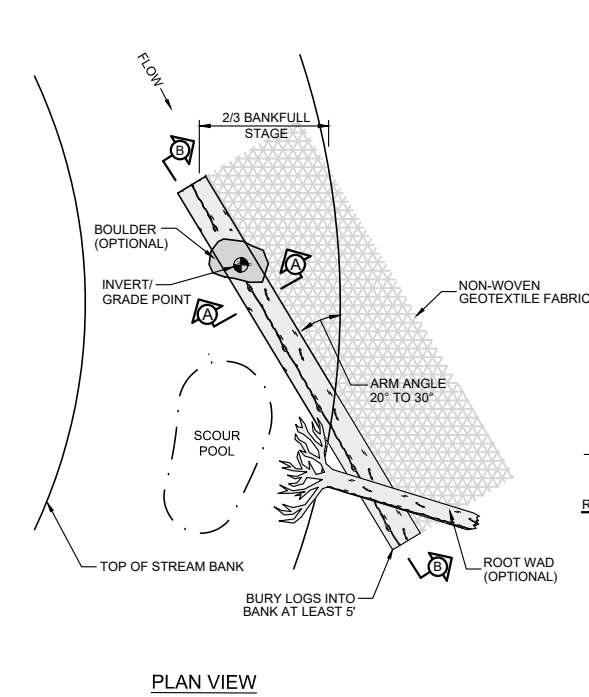 FLOW
2/3 BANKFULL
STAGE
B
BOULDER
(OPTIONAL)
A
INVERT/
GRADE POINT
A
NON-WOVEN
GEOTEXTILE FABRIC
ARM ANGLE
20° TO 30°
SCOUR
POOL
R
TOP OF STREAM BANK
B
ROOT WAD
(OPTIONAL)
BURY LOGS INTO
BANK AT LEAST 5'
PLAN VIEW